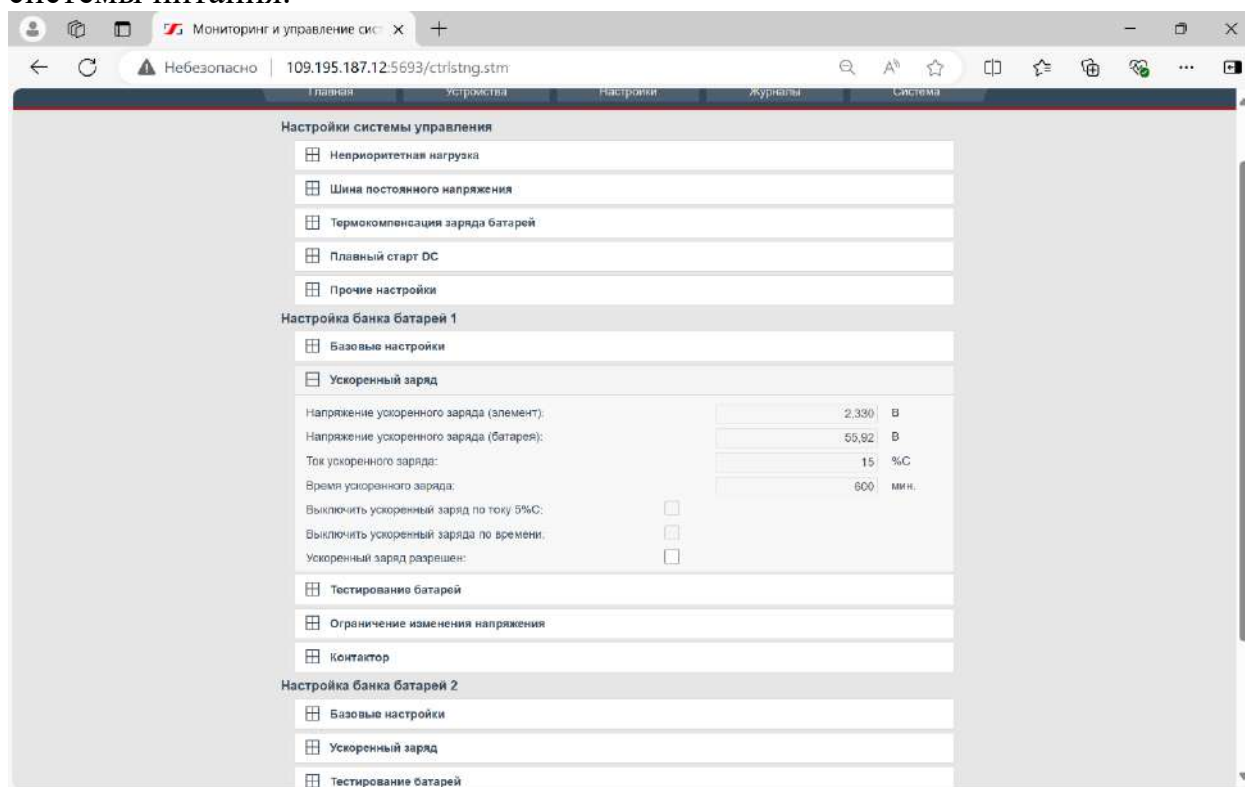 системы питания.
Мониторинг и управление сис
Небезопасно 109.195.187.12:5693/ctrlstng.stm
Главная Устройства Настройки Журналы Система
Настройки системы управления
Неприоритетная нагрузка
Шина постоянного напряжения
Термокомпенсация заряда батарей
Плавный старт DC
Прочие настройки
Настройка банка батарей 1
Базовые настройки
Ускоренный заряд
Напряжение ускоренного заряда (элемент): 2,330 В
Напряжение ускоренного заряда (батарея): 55,92 В
Ток ускоренного заряда: 15 %C
Время ускоренного заряда: 600 мин.
Выключить ускоренный заряд по току 5%C:
Выключить ускоренный заряда по времени:
Ускоренный заряд разрешен:
Тестирование батарей
Ограничение изменения напряжения
Контактор
Настройка банка батарей 2
Базовые настройки
Ускоренный заряд
Тестирование батарей